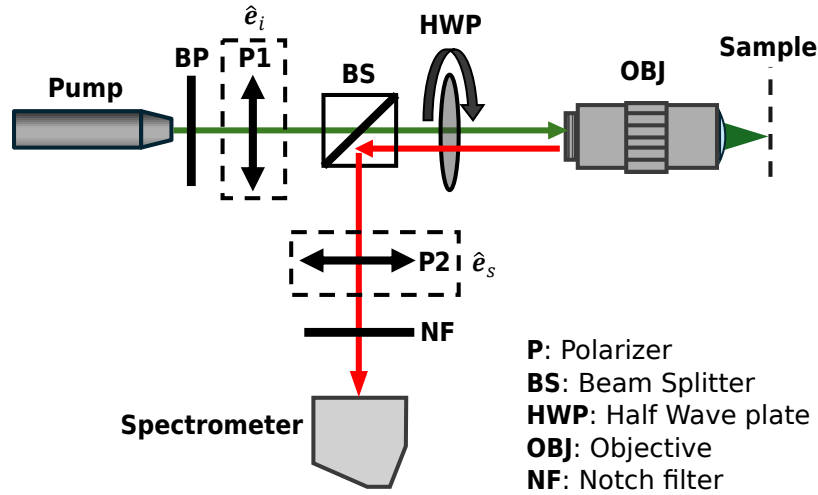 ê_i
BP P1
HWP
Sample
Pump
BS
OBJ
P2 ê_s
NF
P: Polarizer
BS: Beam Splitter
HWP: Half Wave plate
OBJ: Objective
NF: Notch filter
Spectrometer